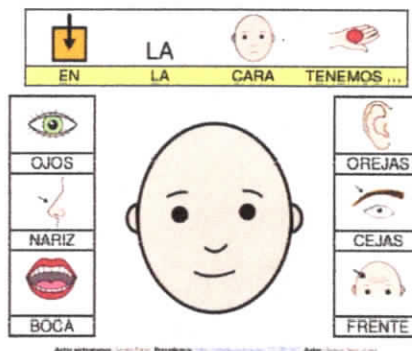 LA
EN LA CARA TENEMOS ...
OJOS
NARIZ
BOCA
OREJAS
CEJAS
FRENTE